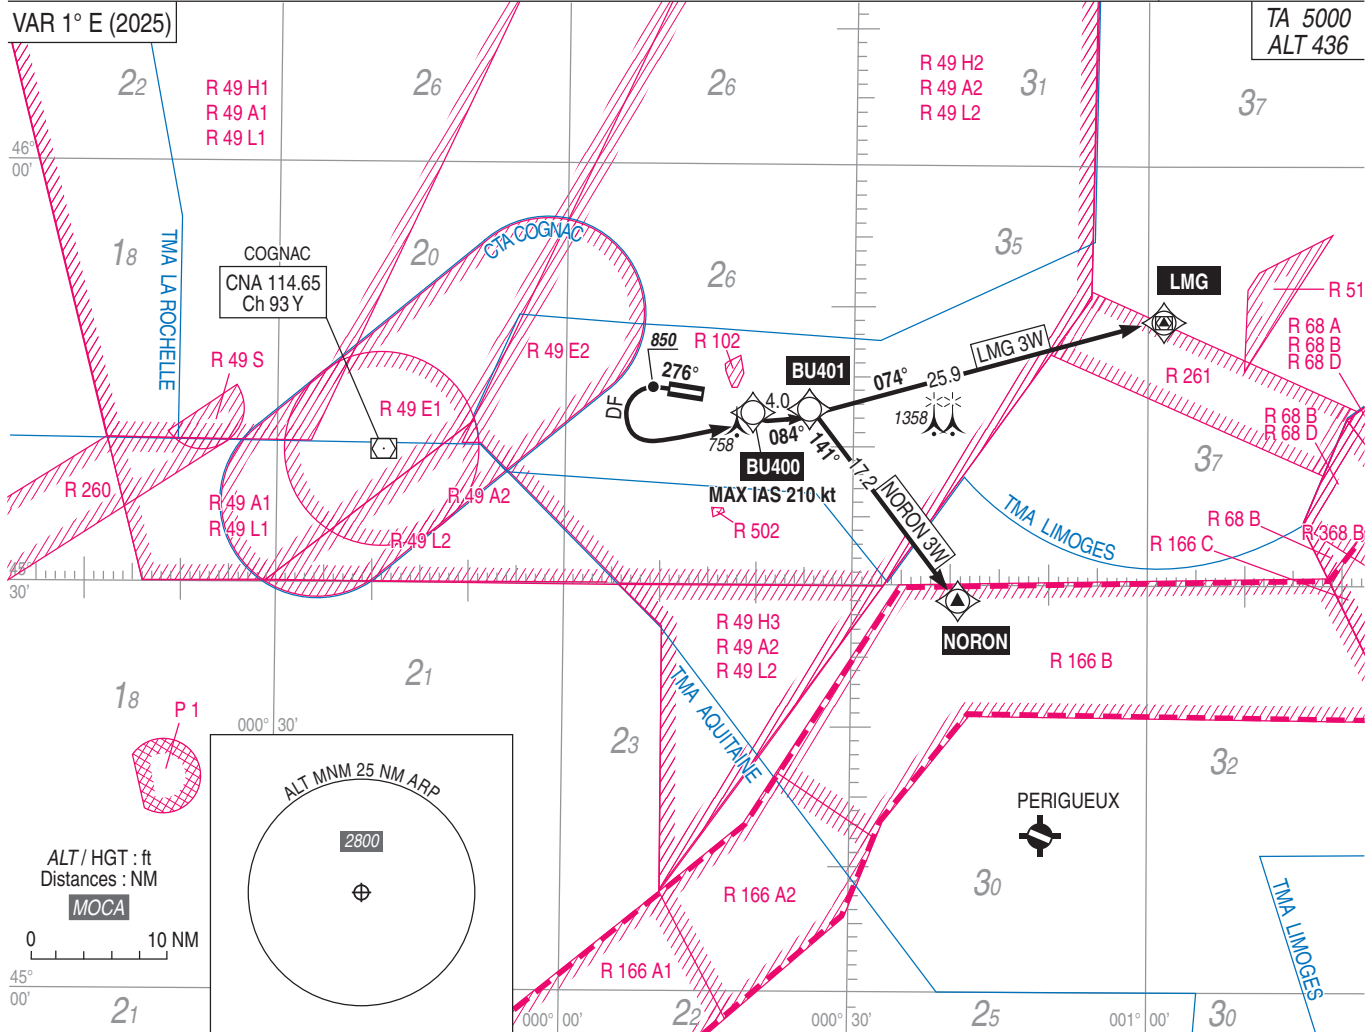 VAR 1° E (2025)
TA 5000
ALT 436
22
R 49 H1
R 49 A1
R 49 L1
26
26
R 49 H2
R 49 A2
R 49 L2
31
37
46°
00'
18
TMA LA ROCHELLE
COGNAC
CNA 114.65
Ch 93 Y
20
CTA COGNAC
26
35
LMG
R 51
R 68 A
R 68 B
R 68 D
R 49 S
R 49 E2
850
276°
R 102
BU401
LMG 3W
074°
25.9
R 261
R 49 E1
DF
4.0
084°
758
1358
141°
R 68 B
R 68 D
BU400
MAX IAS 210 kt
17.2
NORON 3W
37
R 260
R 49 A1
R 49 L1
R 49 A2
R 49 L2
R 502
TMA LIMOGES
R 68 B
R 166 C
R 368 B
45°
30'
R 49 H3
R 49 A2
R 49 L2
NORON
R 166 B
21
18
P 1
TMA AQUITAINE
000° 30'
23
32
ALT MNM 25 NM ARP
2800
PERIGUEUX
ALT / HGT : ft
Distances : NM
MOCA
0 10 NM
R 166 A2
30
TMA LIMOGES
R 166 A1
45°
00'
21
000° 00'
22
000° 30'
25
001° 00'
30